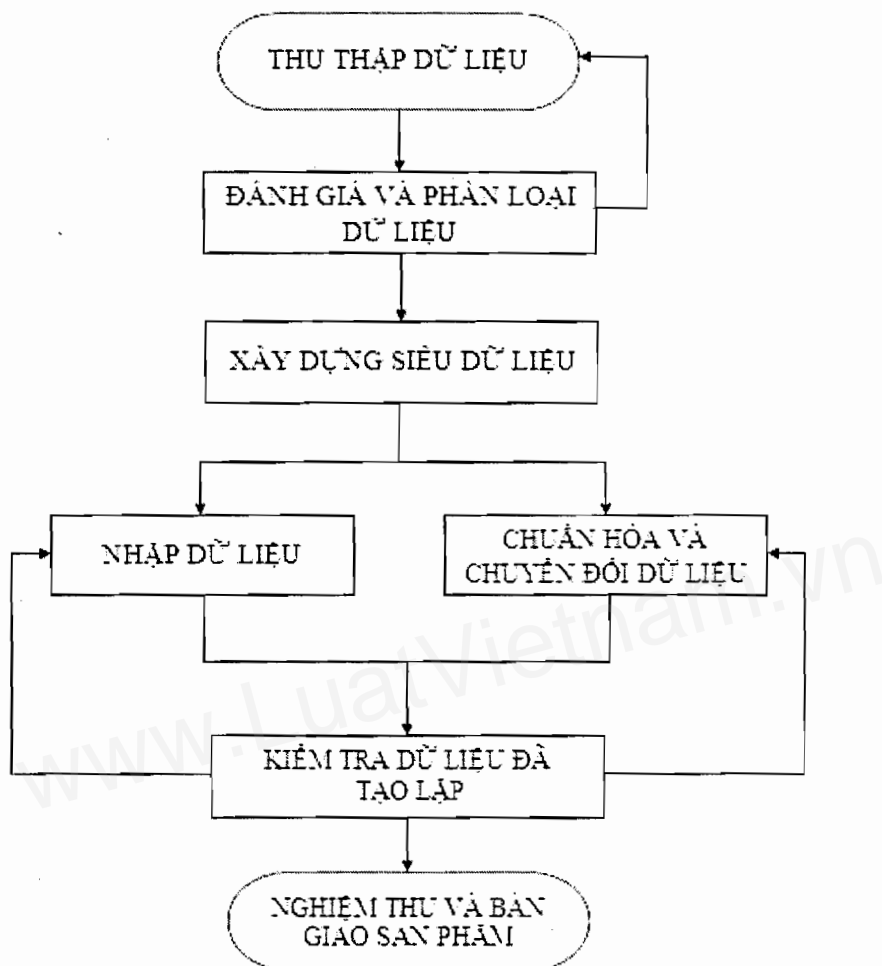 THU THẬP DỮ LIỆU
ĐÁNH GIÁ VÀ PHÂN LOẠI
DỮ LIỆU
XÂY DỰNG SIÊU DỮ LIỆU
NHẬP DỮ LIỆU
CHUẨN HÓA VÀ
CHUYỂN ĐỔI DỮ LIỆU
www.LuatVietnam.vn
KIỂM TRA DỮ LIỆU ĐÃ
TẠO LẬP
NGHIỆM THU VÀ BÀN
GIAO SẢN PHẨM